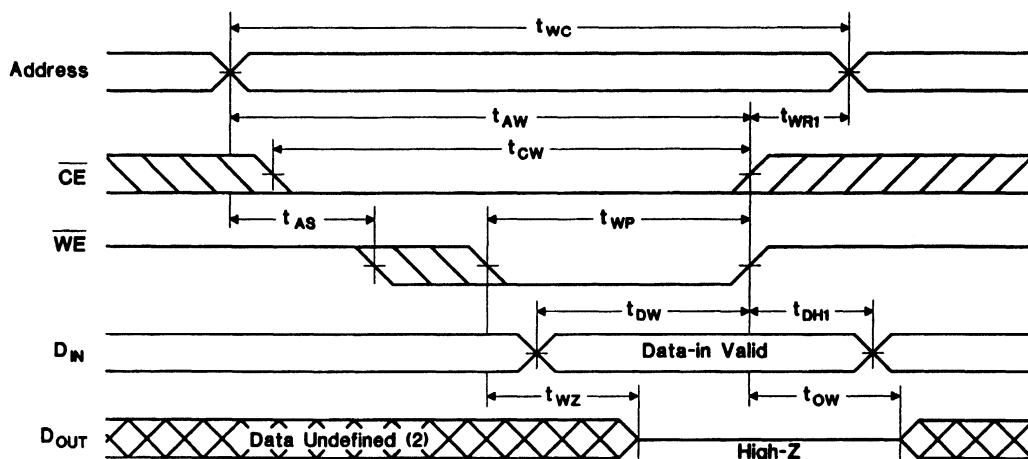 tWC
Address
tAW
tWR1
tCW
CE
tAS
tWP
WE
tDW
tDH1
DIN
Data-in Valid
tWZ
tOW
DOUT
Data Undefined (2)
High-Z